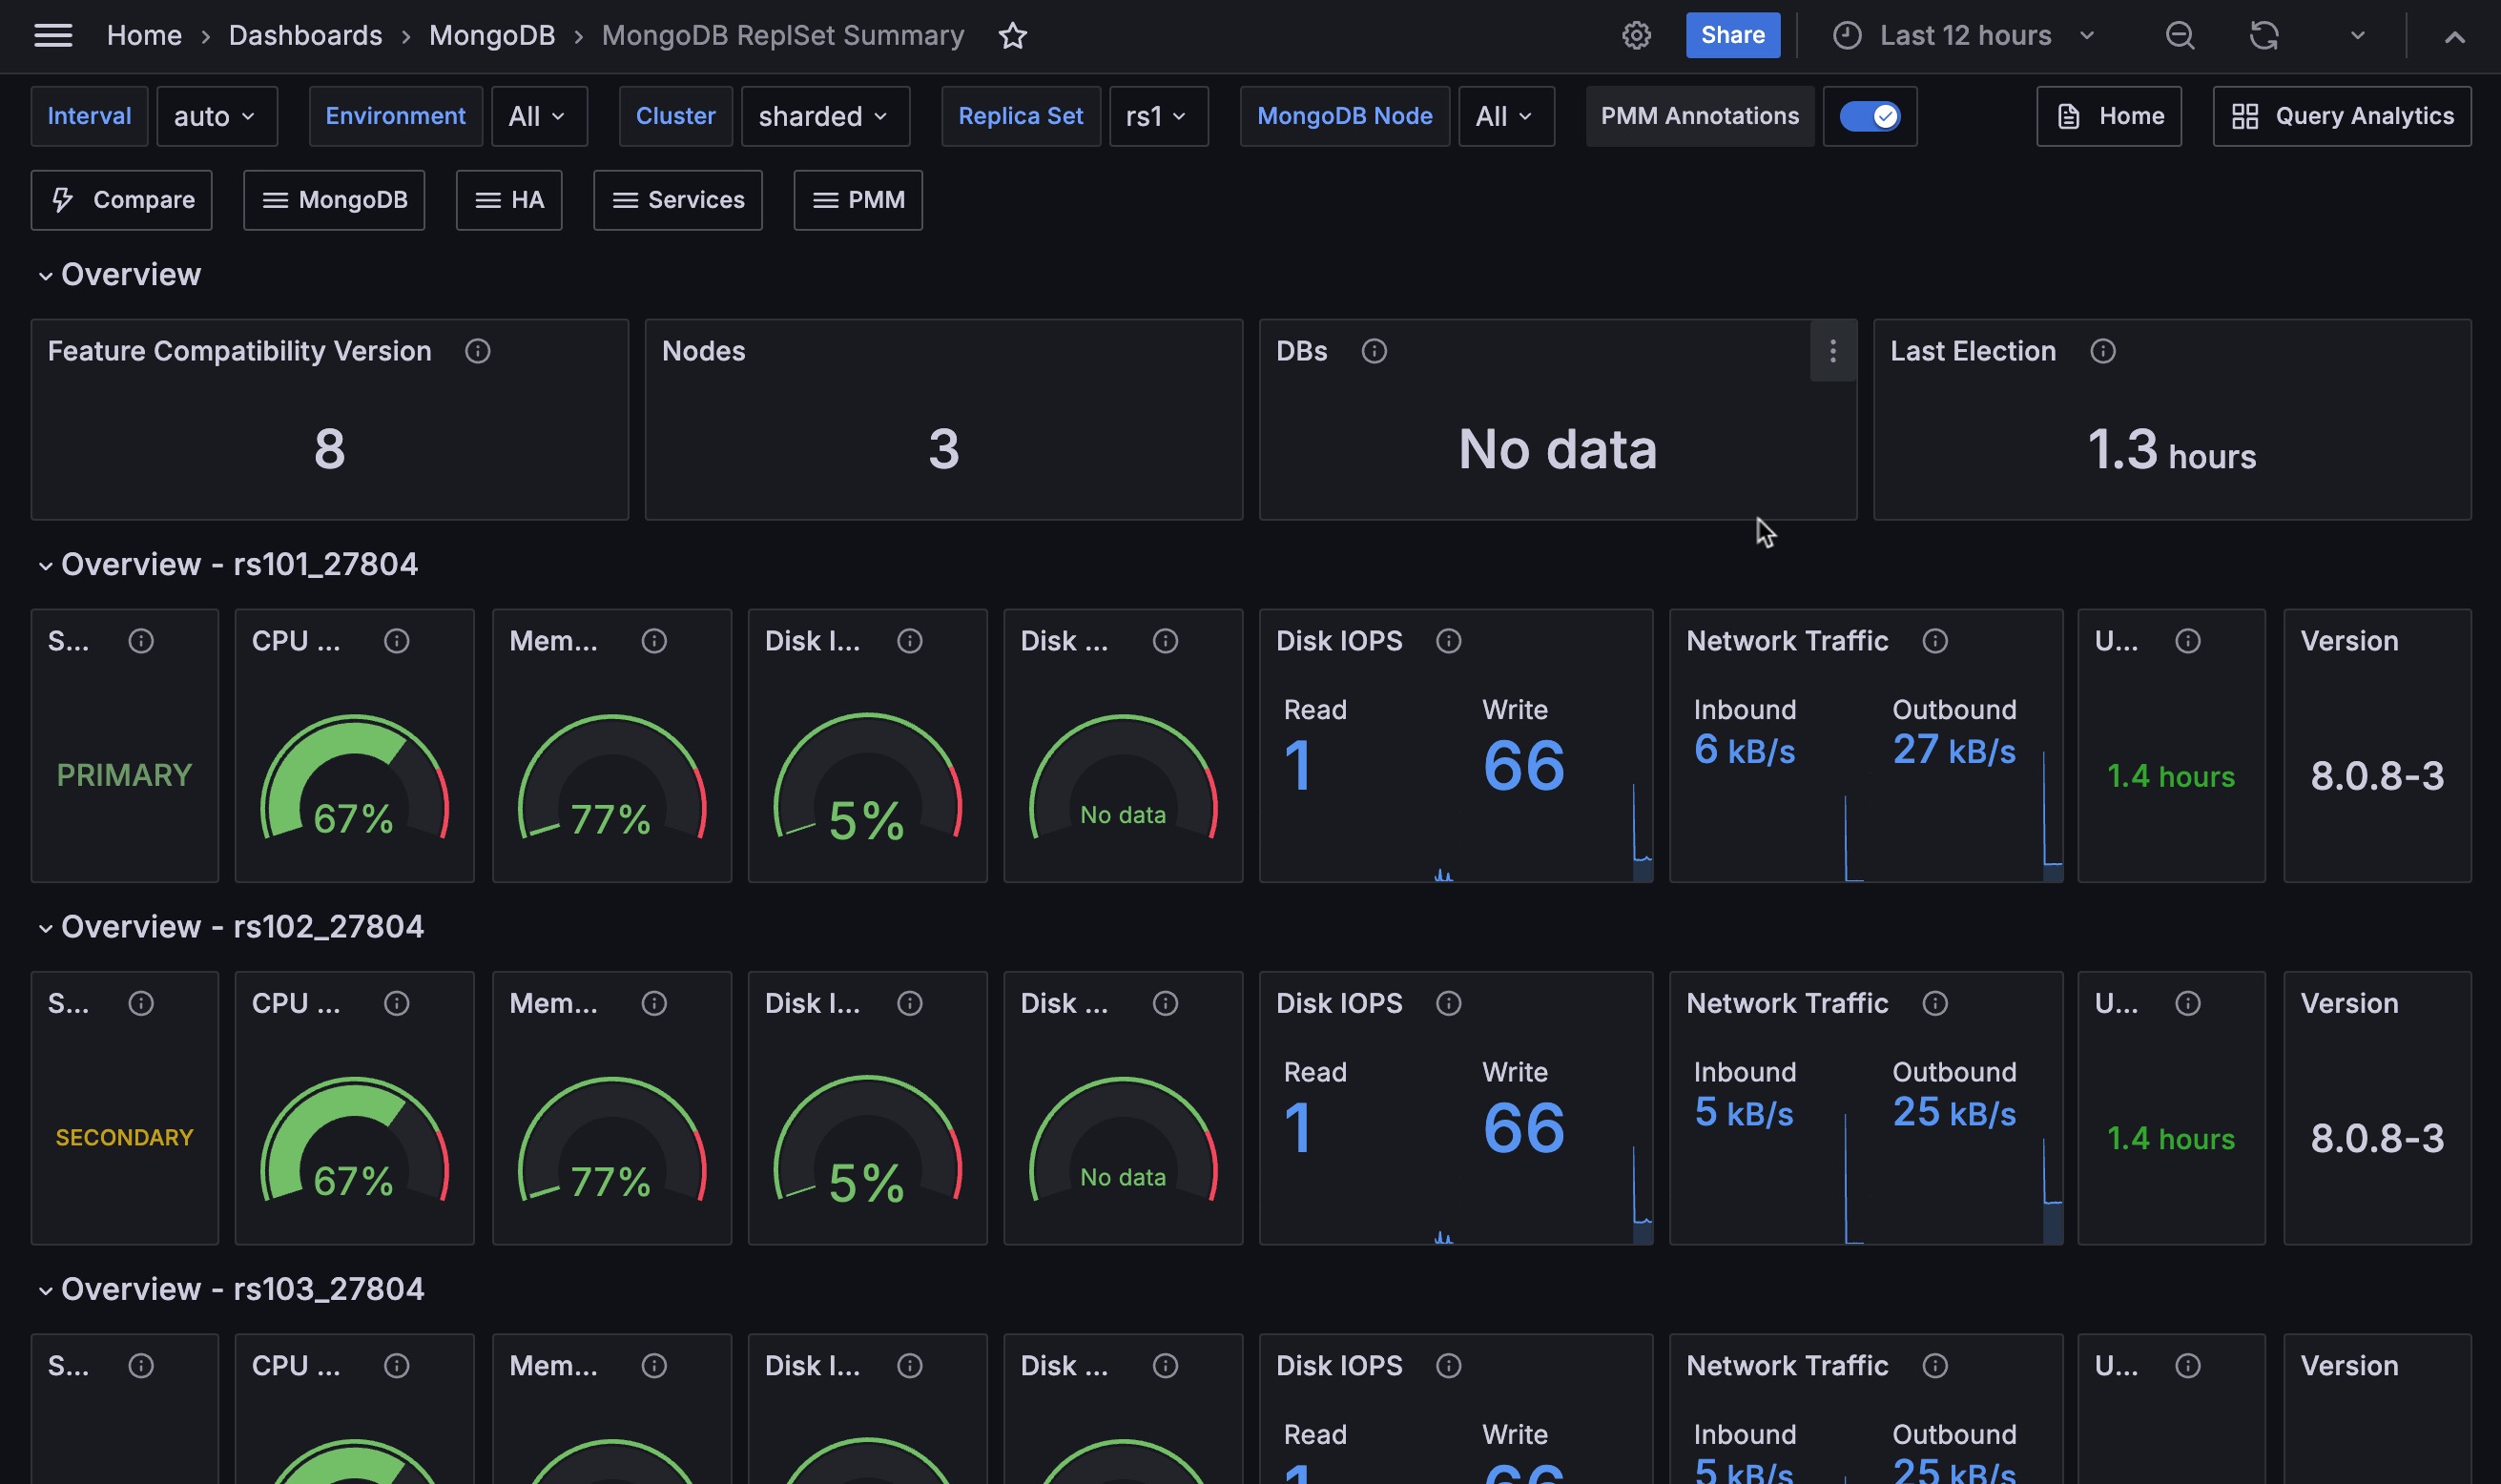 Home › Dashboards › MongoDB › MongoDB ReplSet Summary
Share
Last 12 hours
Interval auto Environment All Cluster sharded Replica Set rs1 MongoDB Node All PMM Annotations Home Query Analytics
Compare MongoDB HA Services PMM
Overview
Feature Compatibility Version Nodes DBs Last Election
8 3 No data 1.3 hours
Overview - rs101_27804
S... CPU ... Mem... Disk I... Disk ... Disk IOPS Network Traffic U... Version
Read Write Inbound Outbound
1 66 6 kB/s 27 kB/s
PRIMARY 67% 77% 5% No data 1.4 hours 8.0.8-3
Overview - rs102_27804
S... CPU ... Mem... Disk I... Disk ... Disk IOPS Network Traffic U... Version
Read Write Inbound Outbound
1 66 5 kB/s 25 kB/s
SECONDARY 67% 77% 5% No data 1.4 hours 8.0.8-3
Overview - rs103_27804
S... CPU ... Mem... Disk I... Disk ... Disk IOPS Network Traffic U... Version
Read Write Inbound Outbound
1 66 5 kB/s 25 kB/s